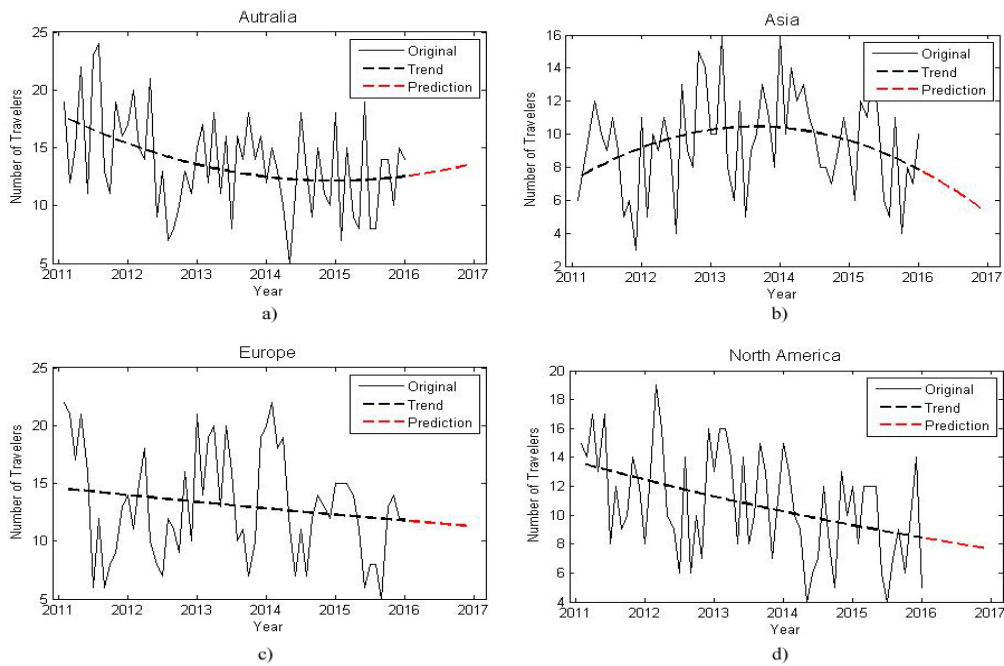 Autralia
25
20
15
10
5
Number of Travelers
Original
Trend
Prediction
2011 2012 2013 2014 2015 2016 2017
Year
a)
Asia
16
14
12
10
8
6
4
2
Number of Travelers
Original
Trend
Prediction
2011 2012 2013 2014 2015 2016 2017
Year
b)
Europe
25
20
15
10
5
Number of Travelers
Original
Trend
Prediction
2011 2012 2013 2014 2015 2016 2017
Year
c)
North America
20
18
16
14
12
10
8
6
4
Number of Travelers
Original
Trend
Prediction
2011 2012 2013 2014 2015 2016 2017
Year
d)